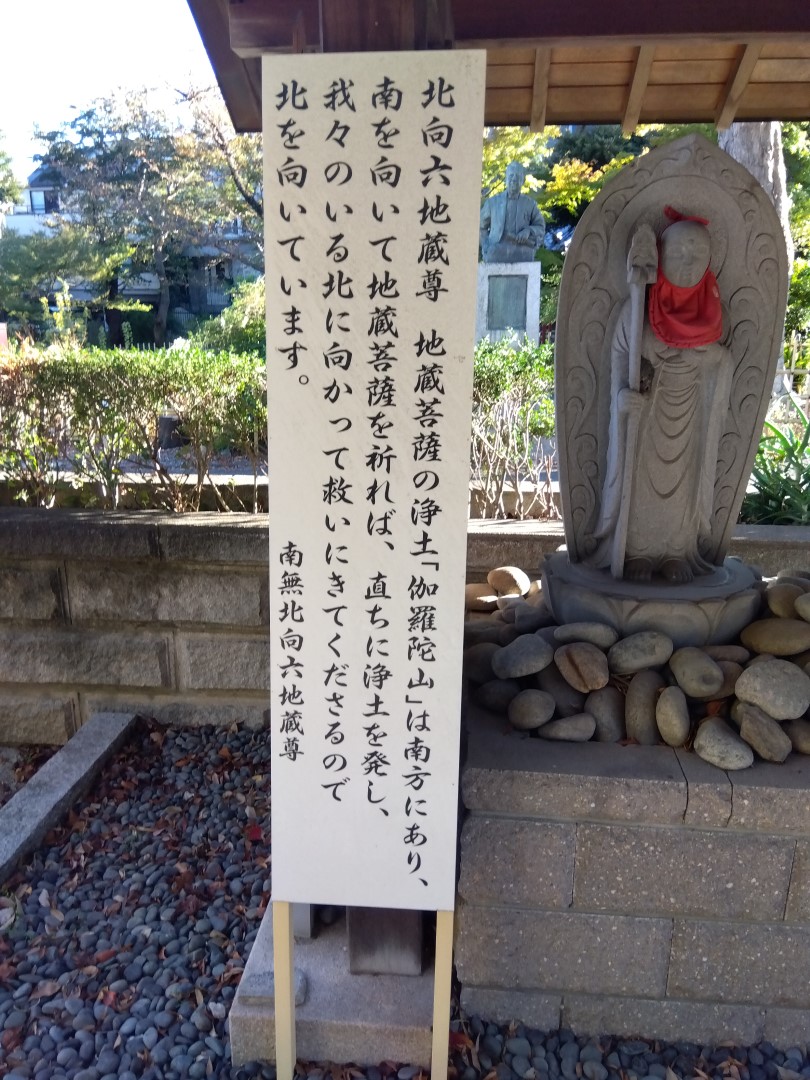 北向六地蔵尊　地蔵菩薩の浄土「伽羅陀山」は南方にあり、
南を向いて地蔵菩薩を祈れば、直ちに浄土を発し、
我々のいる北に向かって救いにきてくださるので
北を向いています。
南無北向六地蔵尊